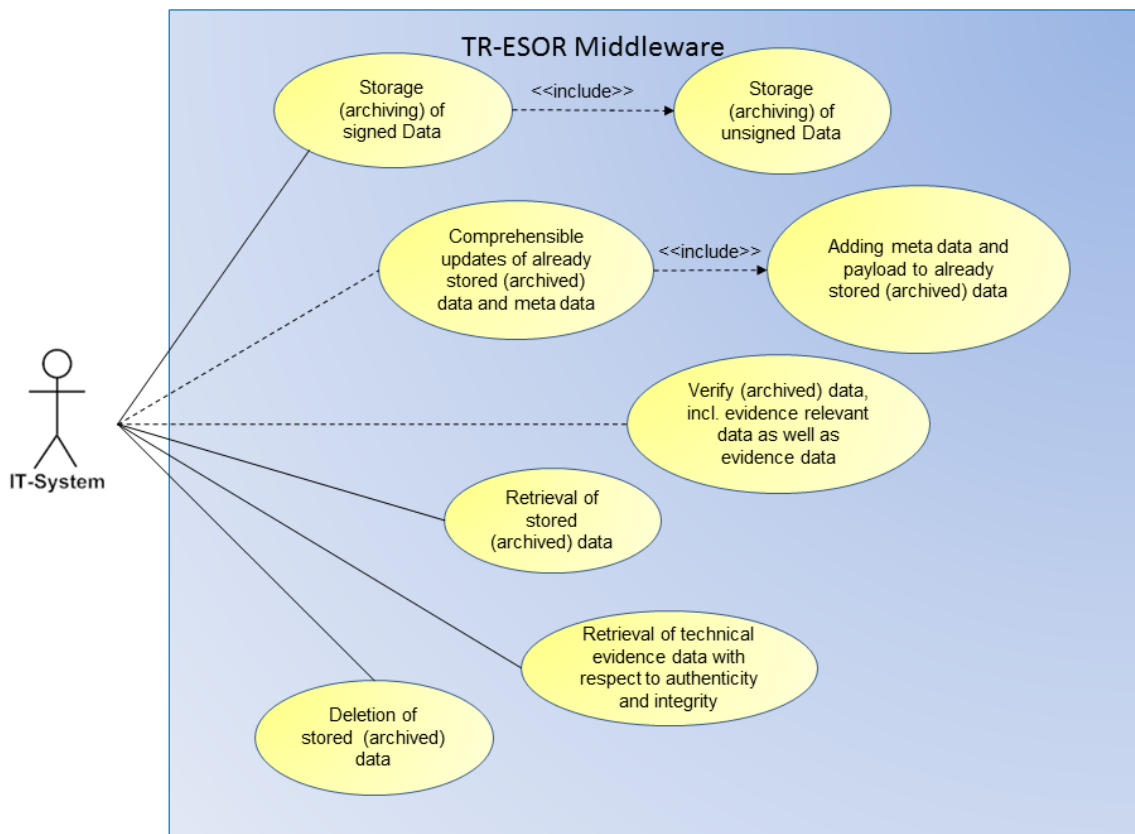 TR-ESOR Middleware
Storage
(archiving) of
signed Data
<<include>>
Storage
(archiving) of
unsigned Data
Comprehensible
updates of already
stored (archived)
data and meta data
<<include>>
Adding meta data and
payload to already
stored (archived) data
Verify (archived) data,
incl. evidence relevant
data as well as
evidence data
IT-System
Retrieval of
stored
(archived) data
Retrieval of technical
evidence data with
respect to authenticity
and integrity
Deletion of
stored (archived)
data